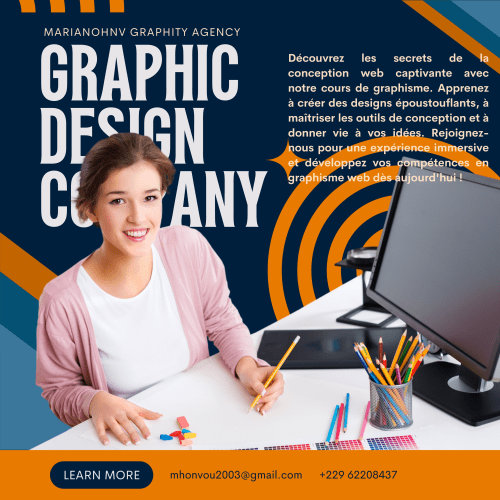 MARIANOHNV GRAPHITY AGENCY
GRAPHIC
DESIGN
CO ANY
Découvrez les secrets de la
conception web captivante avec
notre cours de graphisme. Apprenez
à créer des designs époustouflants, à
maîtriser les outils de conception et à
donner vie à vos idées. Rejoignez-
nous pour une expérience immersive
et développez vos compétences en
graphisme web dès aujourd'hui !
LEARN MORE
mhonvou2003@gmail.com
+229 62208437